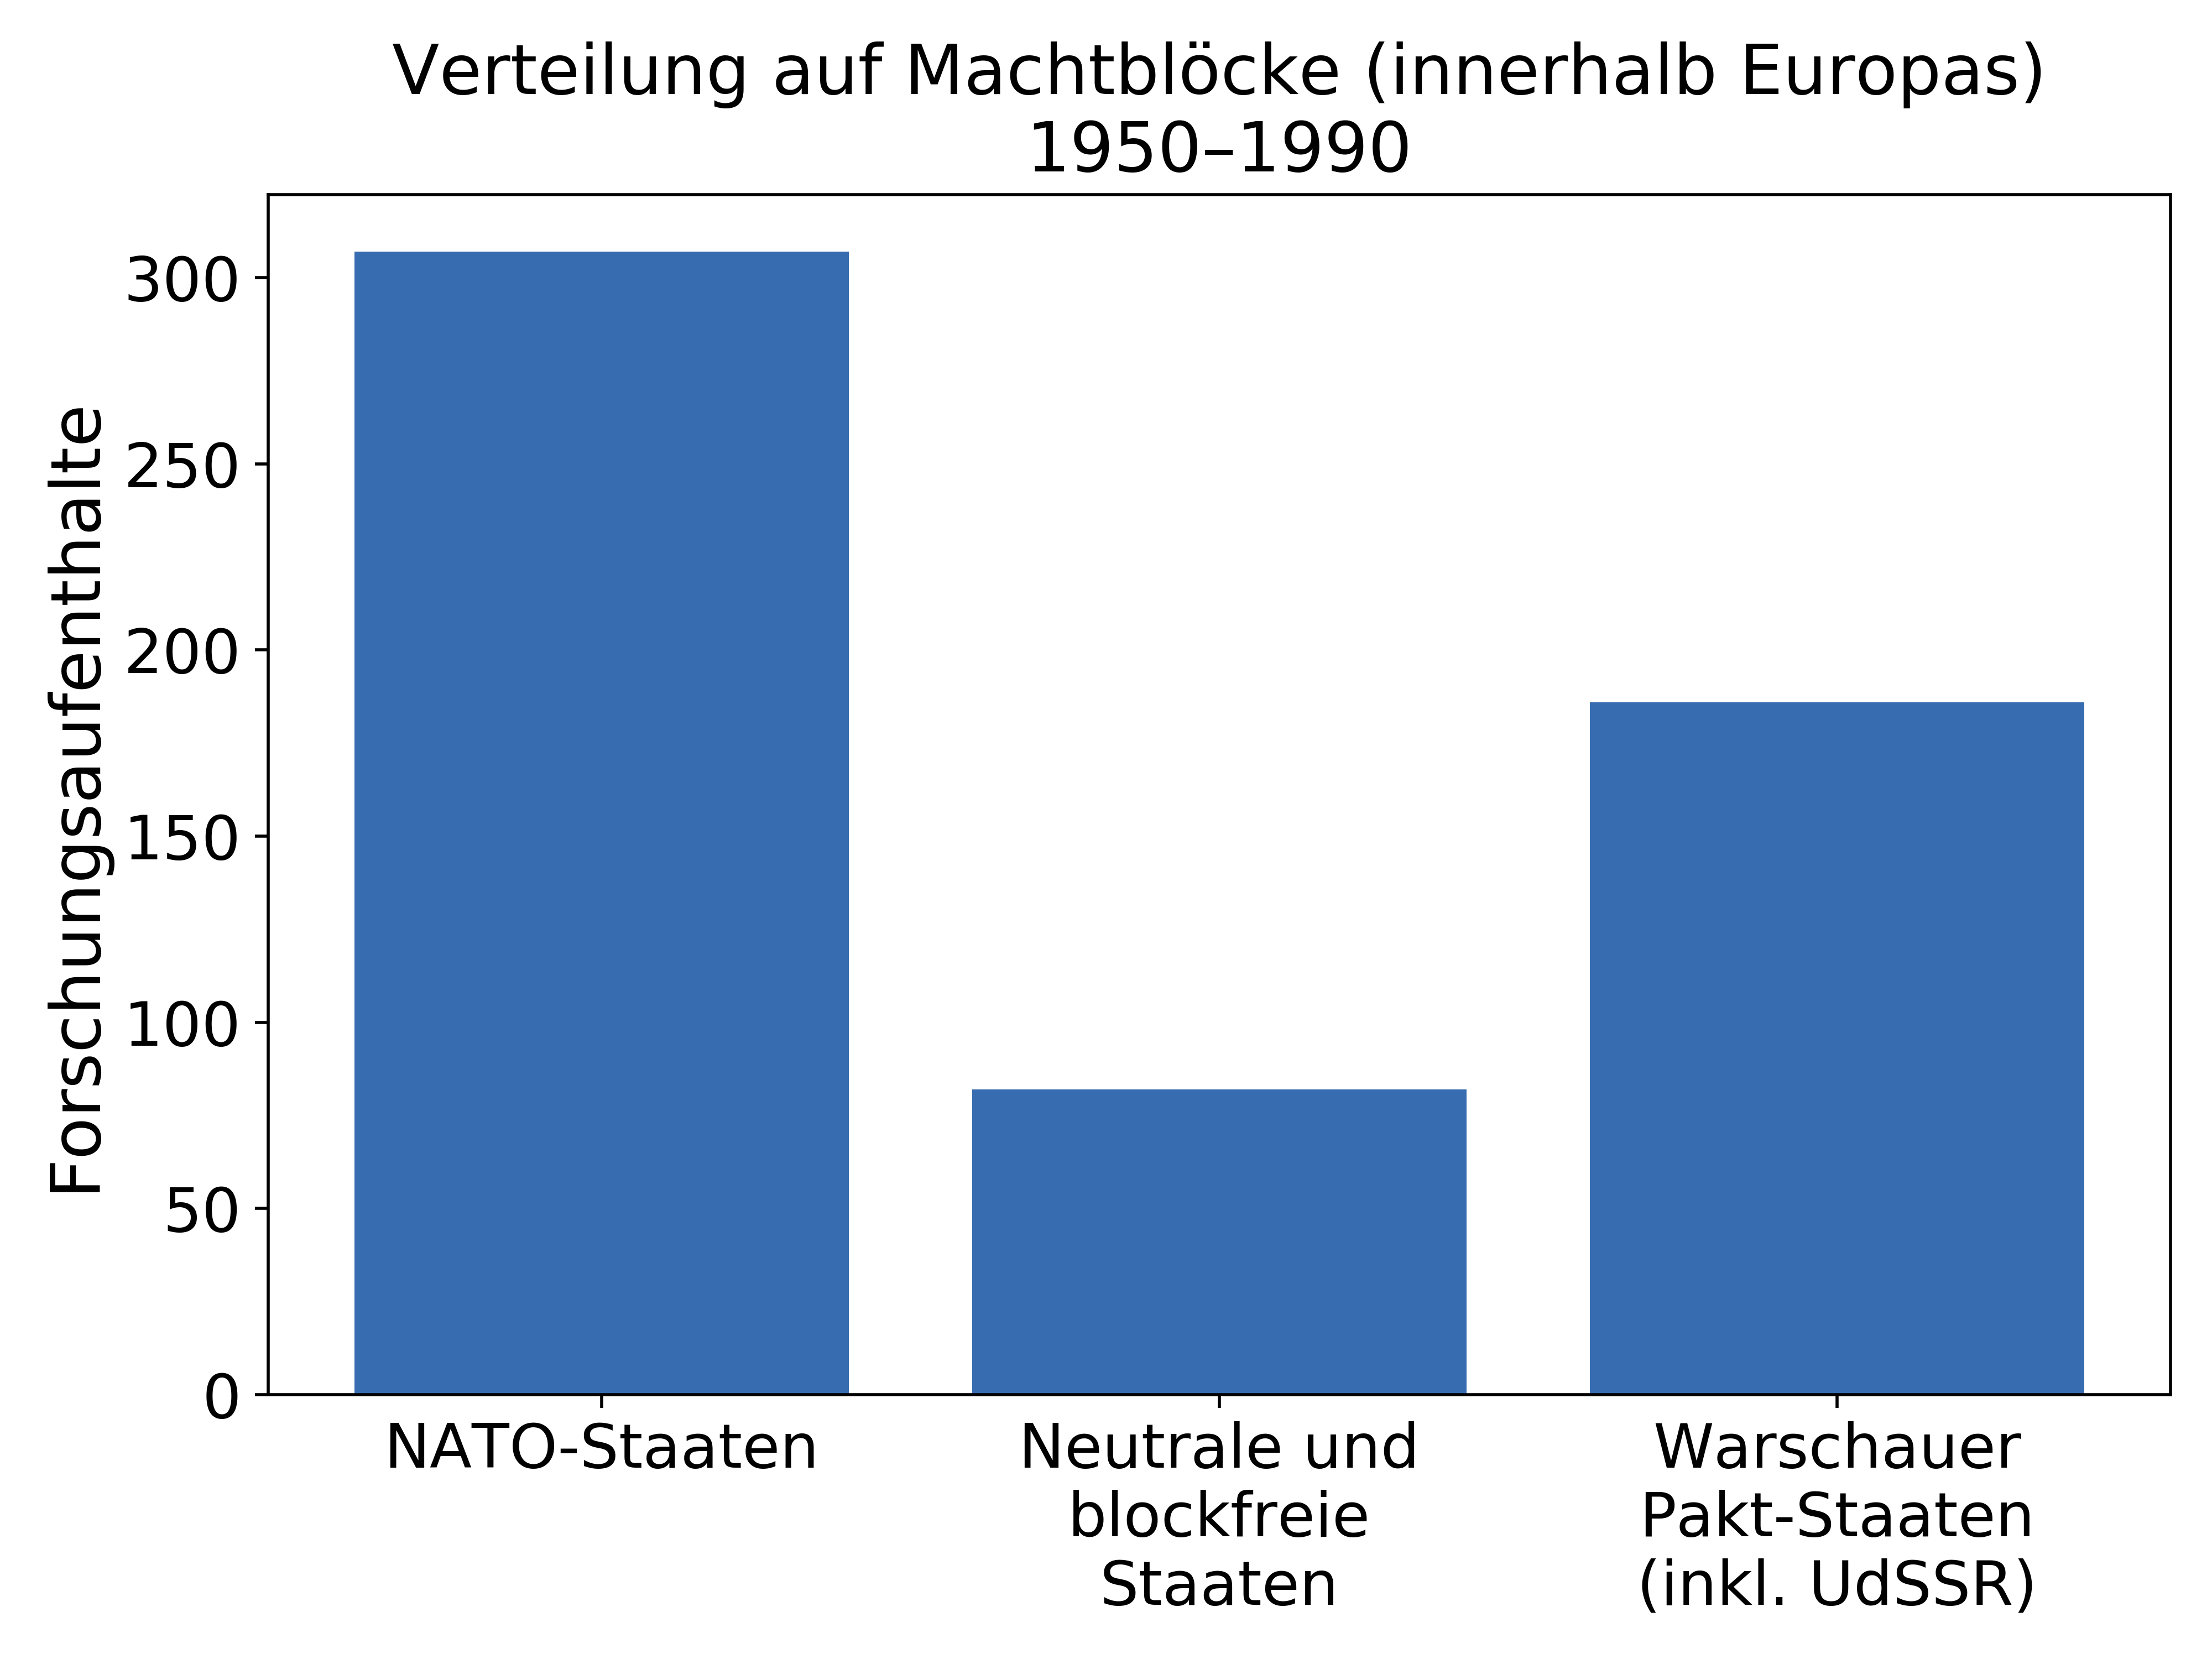 Verteilung auf Machtblöcke (innerhalb Europas)
1950–1990
Forschungsaufenthalte
300
250
200
150
100
50
0
NATO-Staaten
Neutrale und
blockfreie
Staaten
Warschauer
Pakt-Staaten
(inkl. UdSSR)